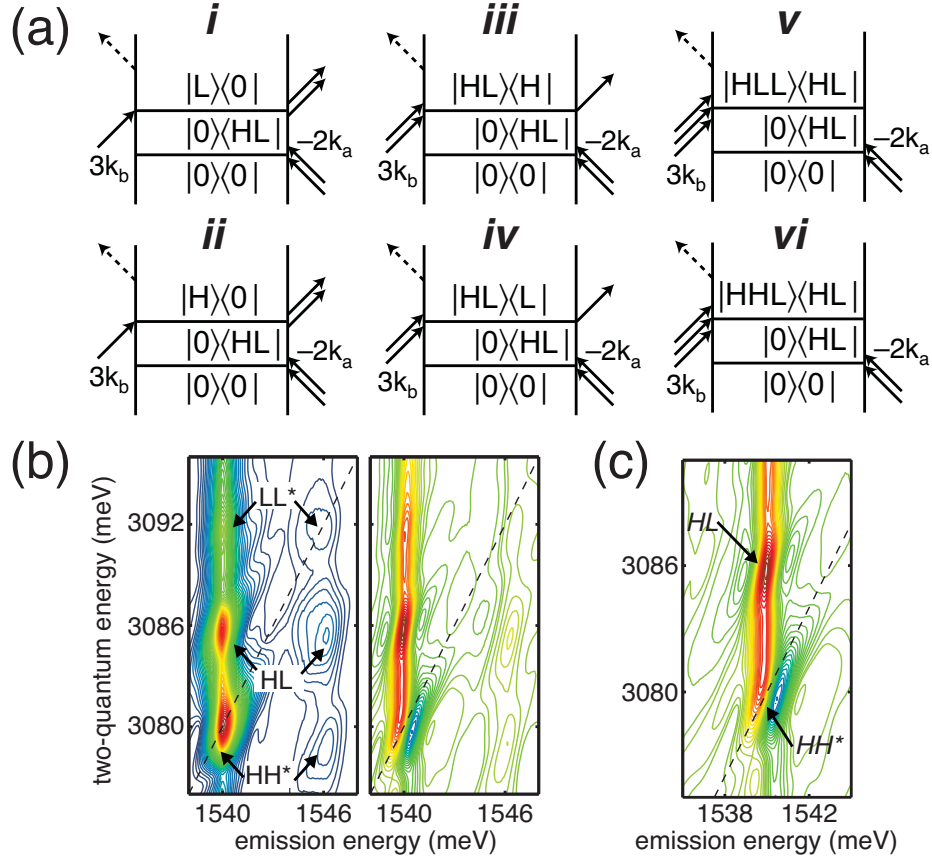 (a)
i
|L⟩⟨0|
|0⟩⟨HL|
|0⟩⟨0|
3k_b
−2k_a
iii
|HL⟩⟨H|
|0⟩⟨HL|
|0⟩⟨0|
3k_b
−2k_a
v
|HLL⟩⟨HL|
|0⟩⟨HL|
|0⟩⟨0|
3k_b
−2k_a
ii
|H⟩⟨0|
|0⟩⟨HL|
|0⟩⟨0|
3k_b
−2k_a
iv
|HL⟩⟨L|
|0⟩⟨HL|
|0⟩⟨0|
3k_b
−2k_a
vi
|HHL⟩⟨HL|
|0⟩⟨HL|
|0⟩⟨0|
3k_b
−2k_a
(b)
two-quantum energy (meV)
3092
3086
3080
LL*
HL
HH*
1540 1546 1540 1546
emission energy (meV)
(c)
3086
3080
HL
HH*
1538 1542
emission energy (meV)